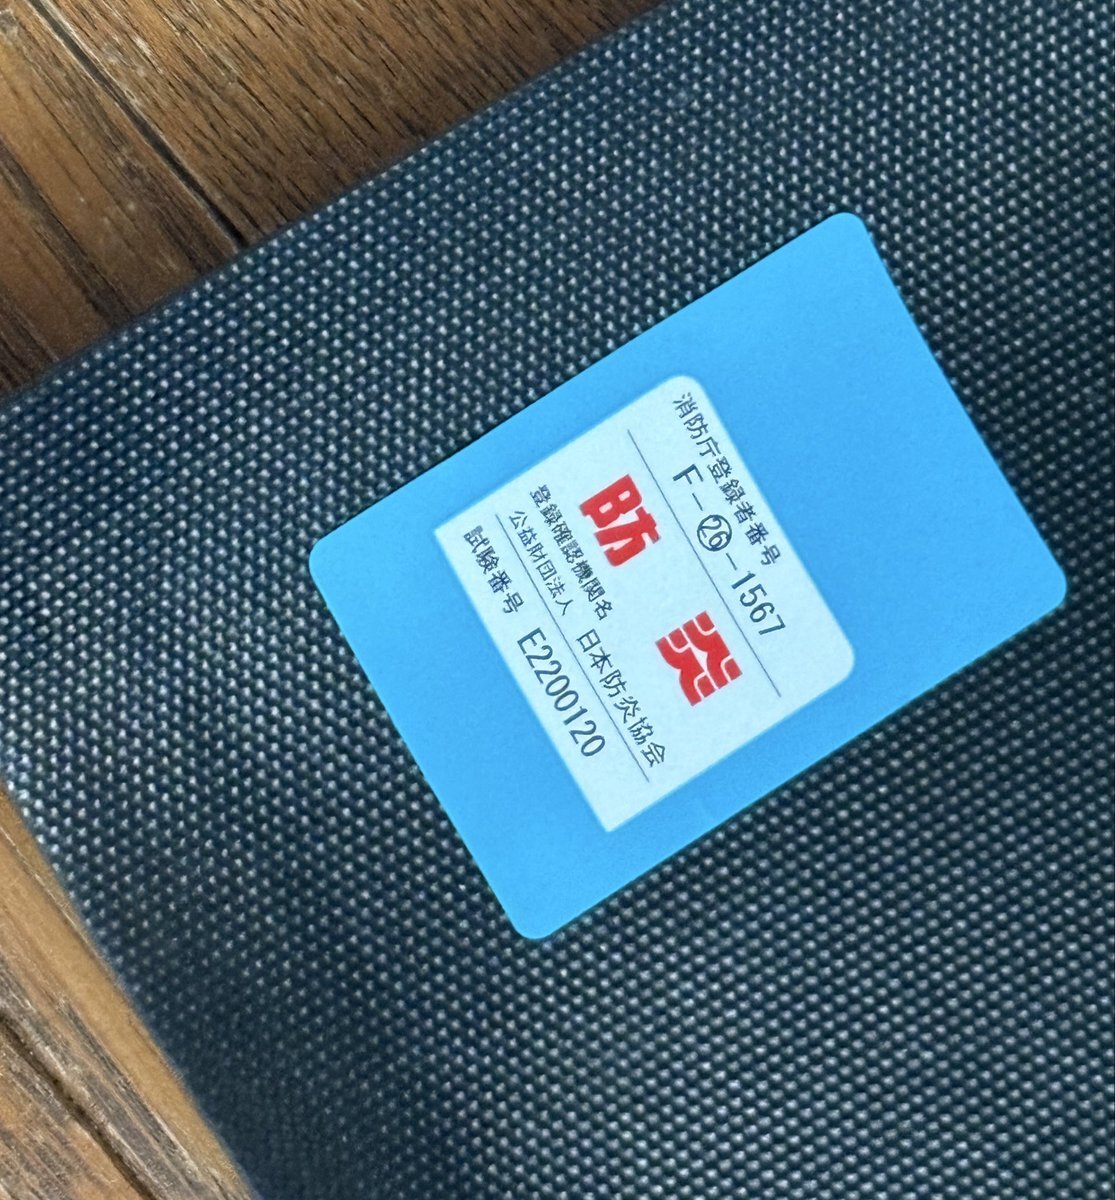 消防庁登録者番号
F-㉖-1567
防炎
登録確認機関名
公益財団法人 日本防炎協会
試験番号 E2200120